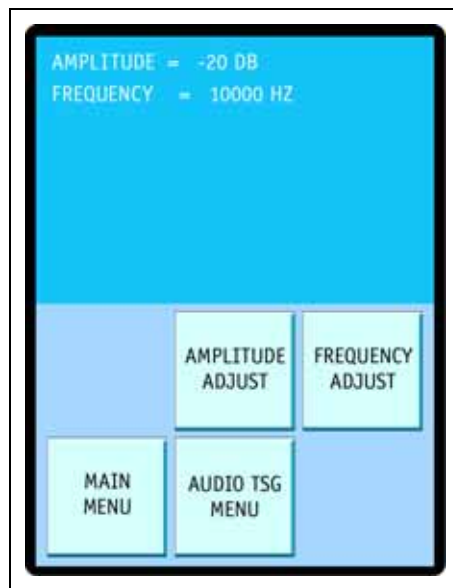 AMPLITUDE = -20 DB
FREQUENCY = 10000 HZ
AMPLITUDE
ADJUST
FREQUENCY
ADJUST
MAIN
MENU
AUDIO TSG
MENU